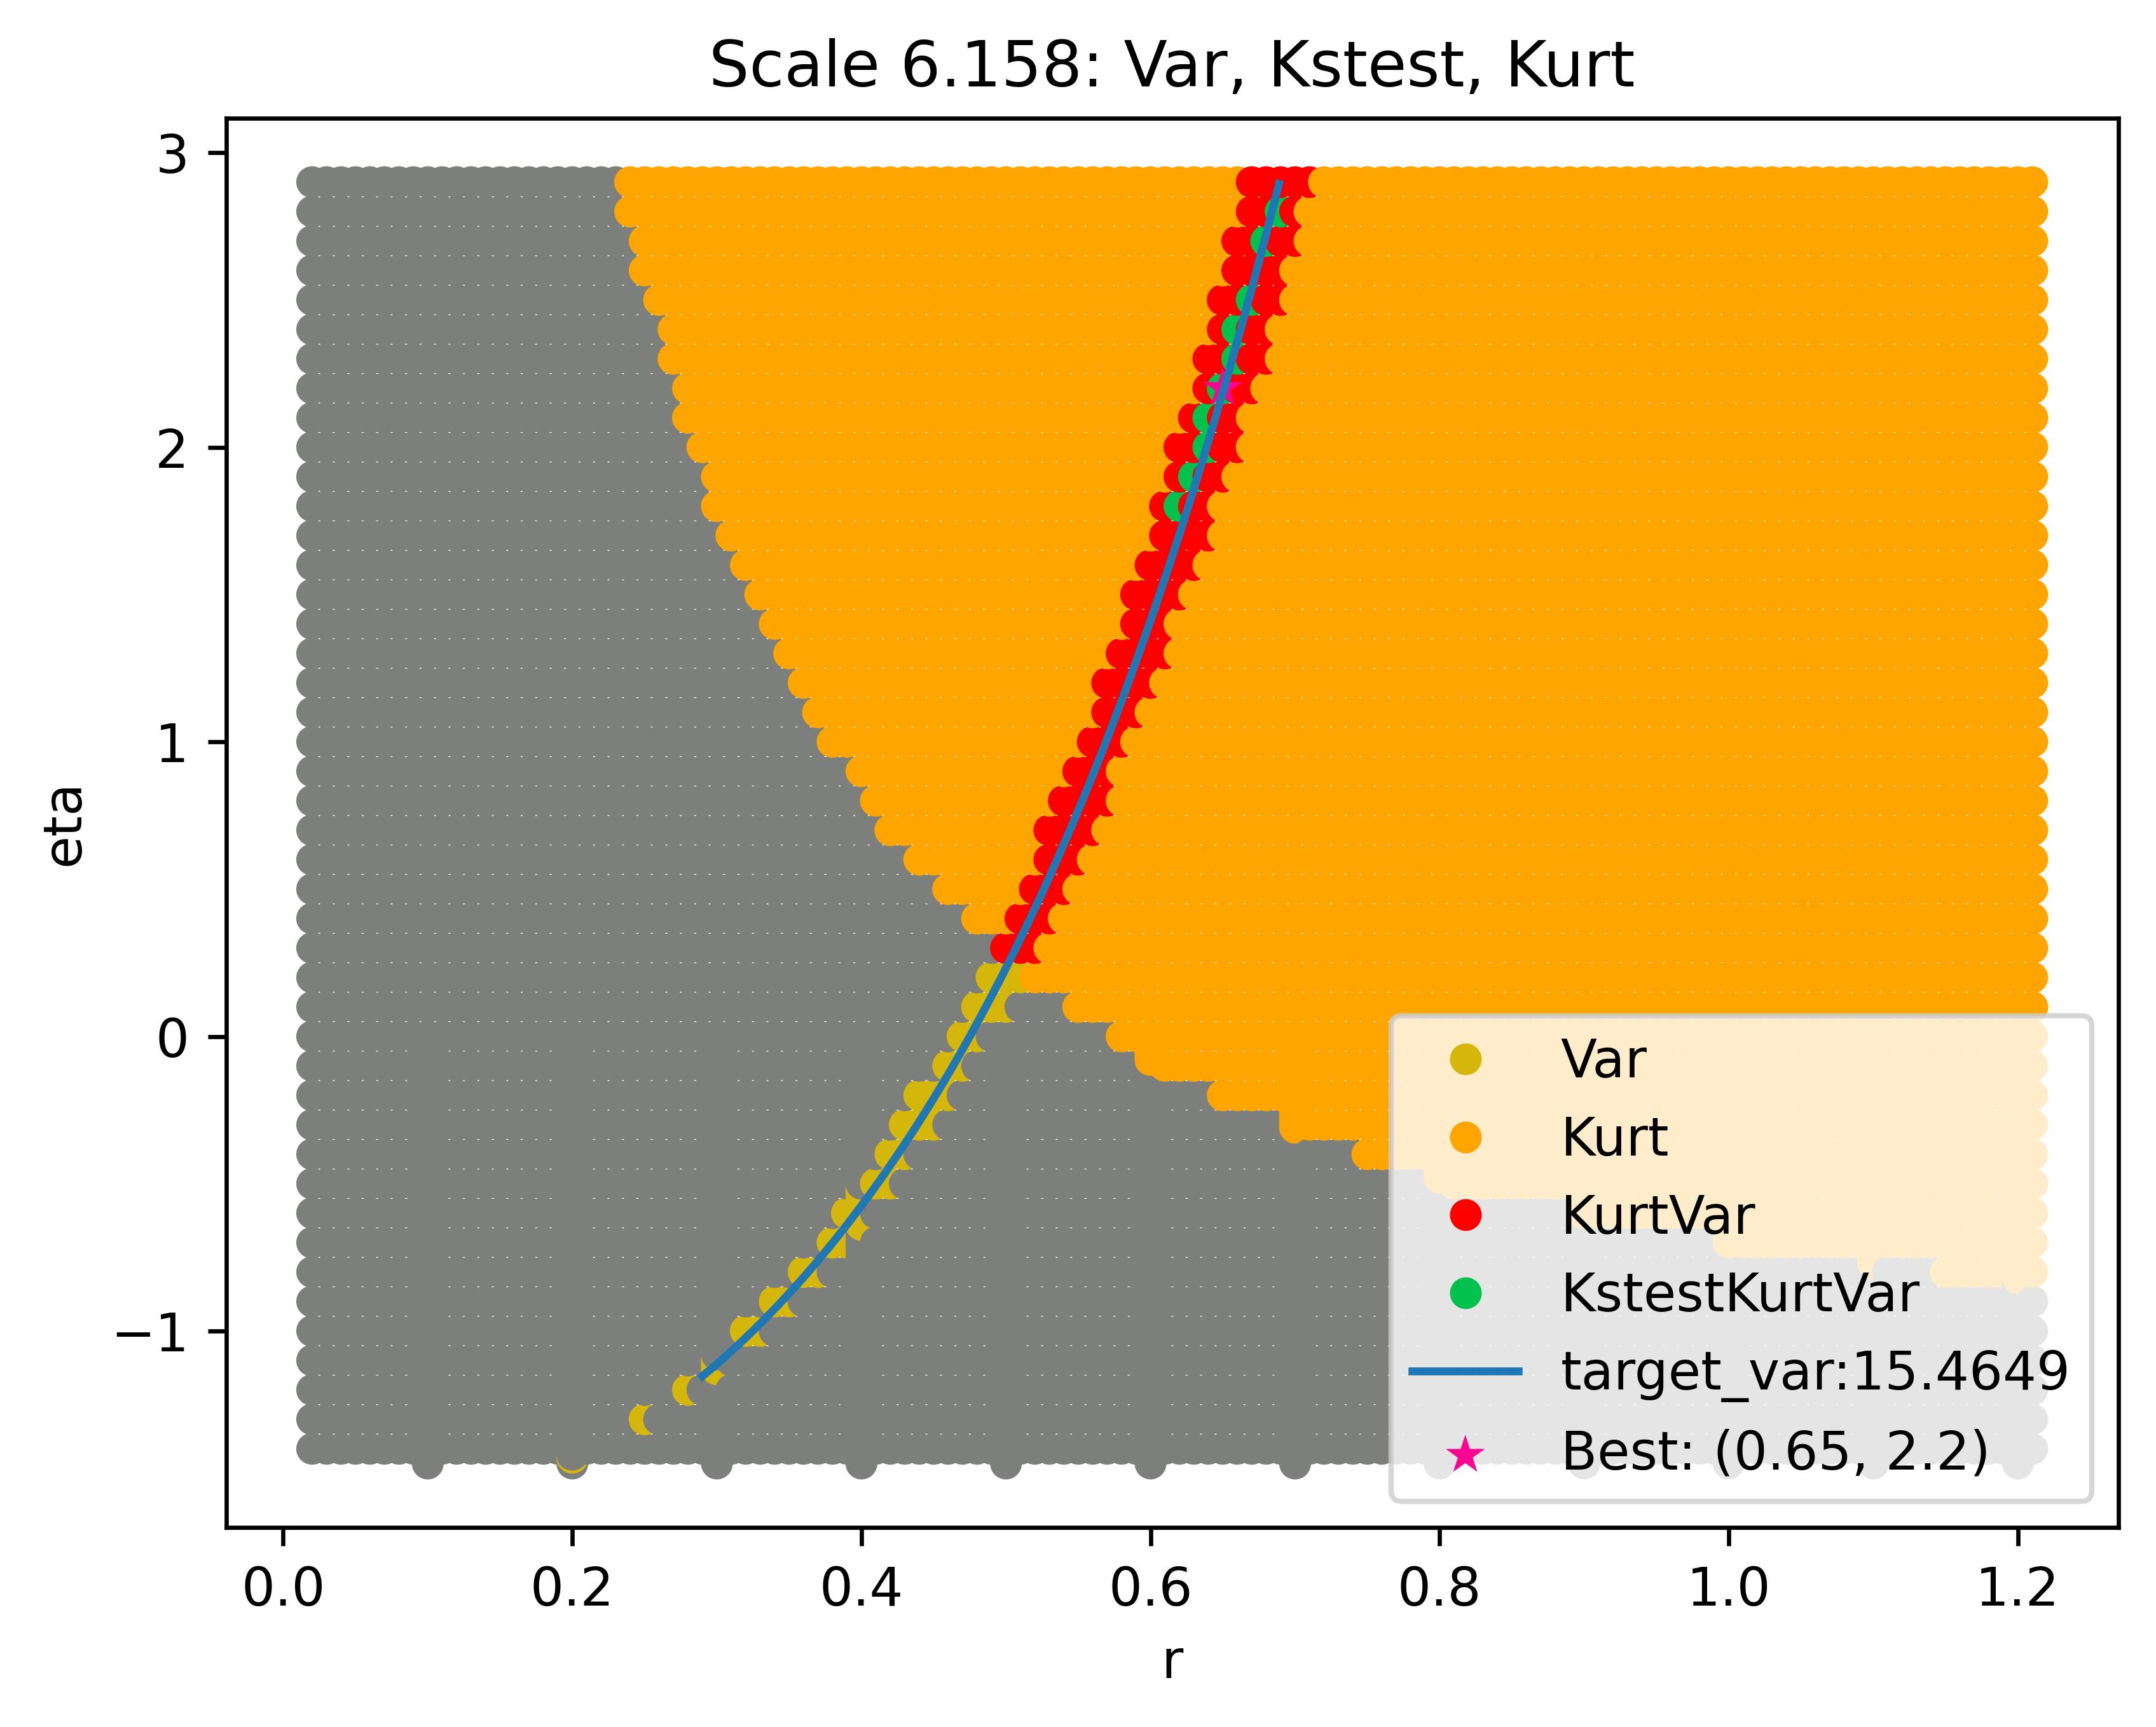 Scale 6.158: Var, Kstest, Kurt
3
2
1
0
−1
eta
0.0 0.2 0.4 0.6 0.8 1.0 1.2
r
Var
Kurt
KurtVar
KstestKurtVar
target_var:15.4649
Best: (0.65, 2.2)